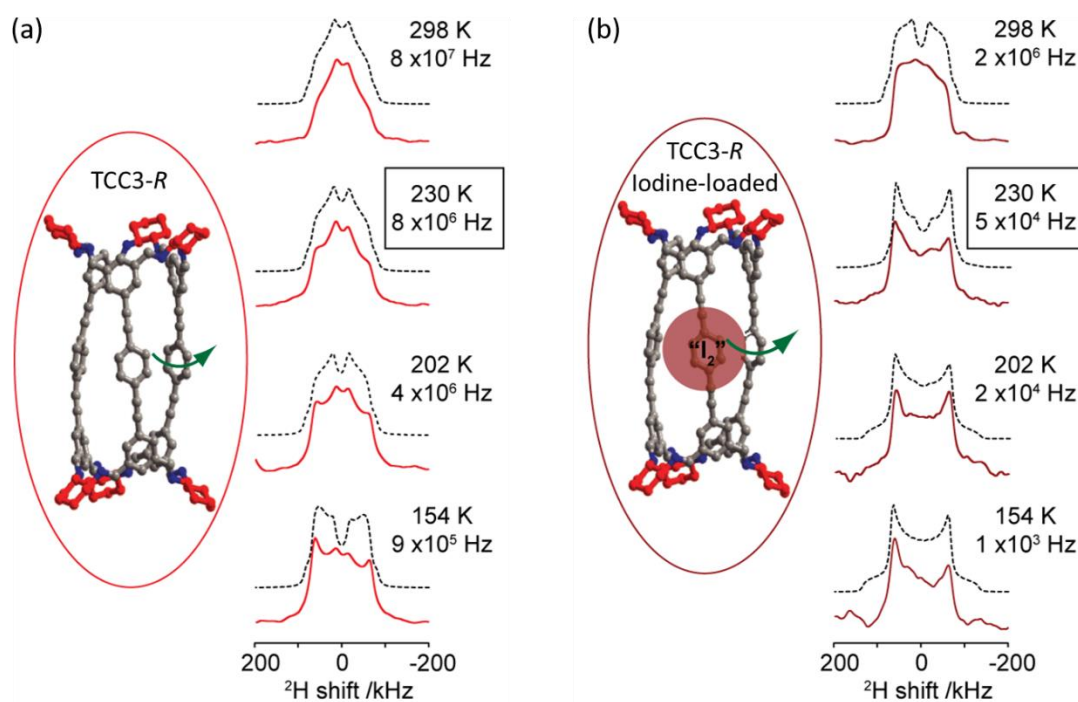 (a)
298 K
8 x10⁷ Hz
TCC3-R
230 K
8 x10⁶ Hz
202 K
4 x10⁶ Hz
154 K
9 x10⁵ Hz
200 0 -200
²H shift /kHz
(b)
298 K
2 x10⁶ Hz
TCC3-R
Iodine-loaded
230 K
5 x10⁴ Hz
"I₂"
202 K
2 x10⁴ Hz
154 K
1 x10³ Hz
200 0 -200
²H shift /kHz